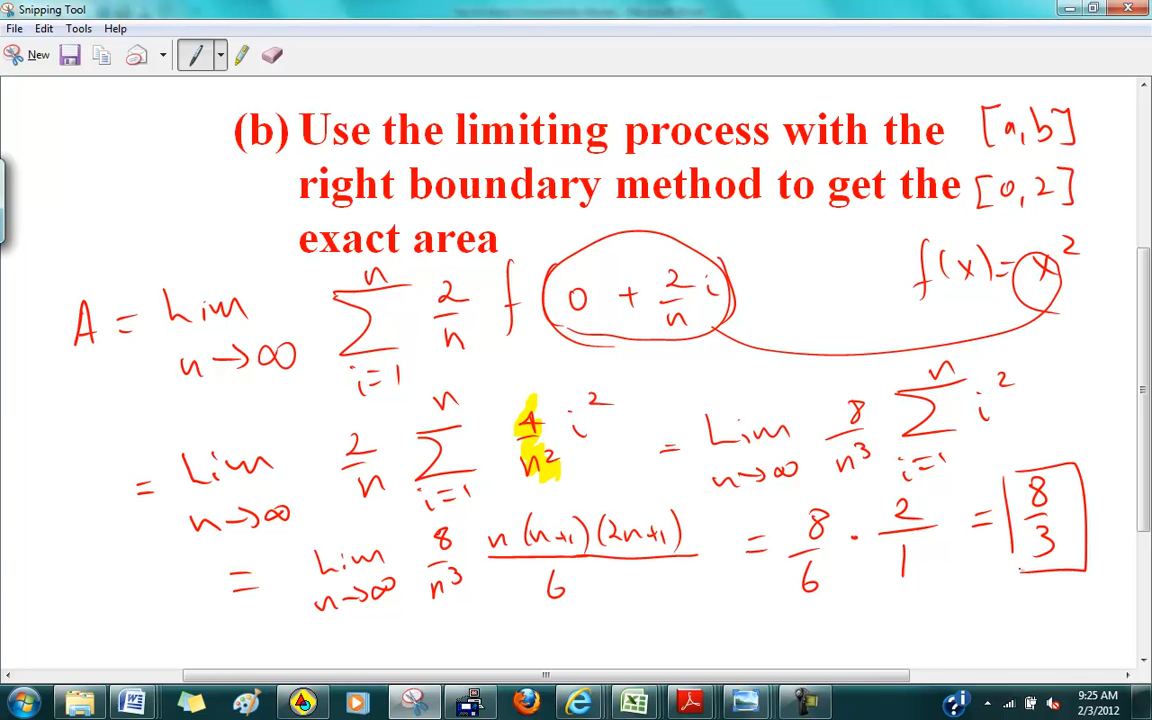 Snipping Tool
File Edit Tools Help
New
(b) Use the limiting process with the
right boundary method to get the
exact area
[a,b]
[0,2]
f(x)=x²
A = Lim n→∞ n Σ i=1 2/n f (0 + 2/n i)
= Lim n→∞ 2/n n Σ i=1 4/n² i² = Lim n→∞ 8/n³ n Σ i=1 i²
= Lim n→∞ 8/n³ n(n+1)(2n+1)/6 = 8/6 · 2/1 = 8/3
9:25 AM
2/3/2012